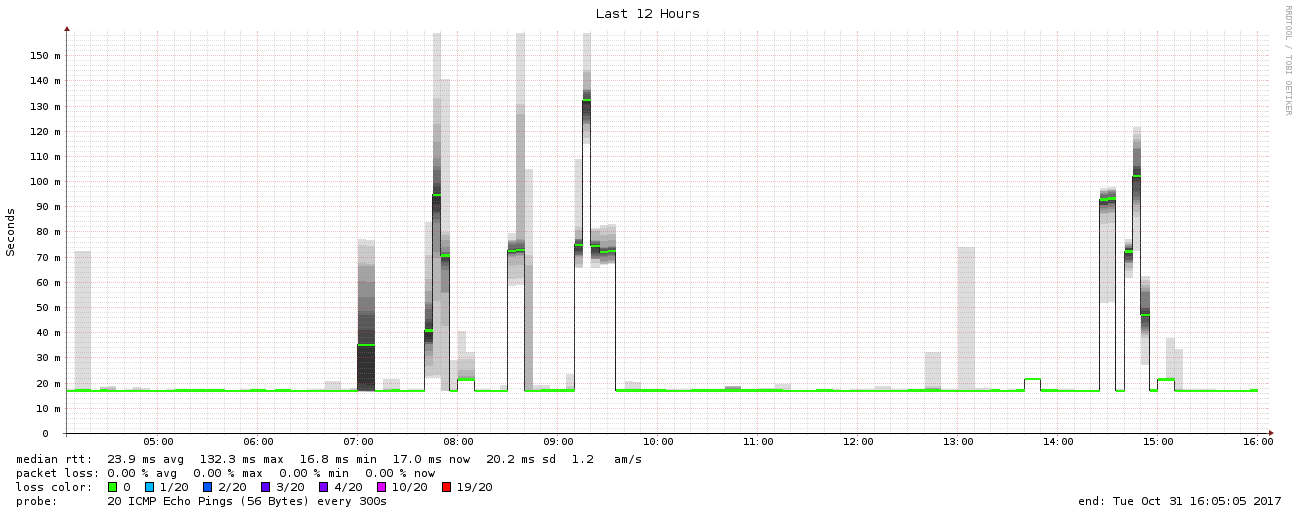 Last 12 Hours
RRDTOOL / TOBI OETIKER
Seconds
150 m
140 m
130 m
120 m
110 m
100 m
90 m
80 m
70 m
60 m
50 m
40 m
30 m
20 m
10 m
0
05:00 06:00 07:00 08:00 09:00 10:00 11:00 12:00 13:00 14:00 15:00 16:00
median rtt: 23.9 ms avg 132.3 ms max 16.8 ms min 17.0 ms now 20.2 ms sd 1.2 am/s
packet loss: 0.00 % avg 0.00 % max 0.00 % min 0.00 % now
loss color: 0 1/20 2/20 3/20 4/20 10/20 19/20
probe: 20 ICMP Echo Pings (56 Bytes) every 300s end: Tue Oct 31 16:05:05 2017